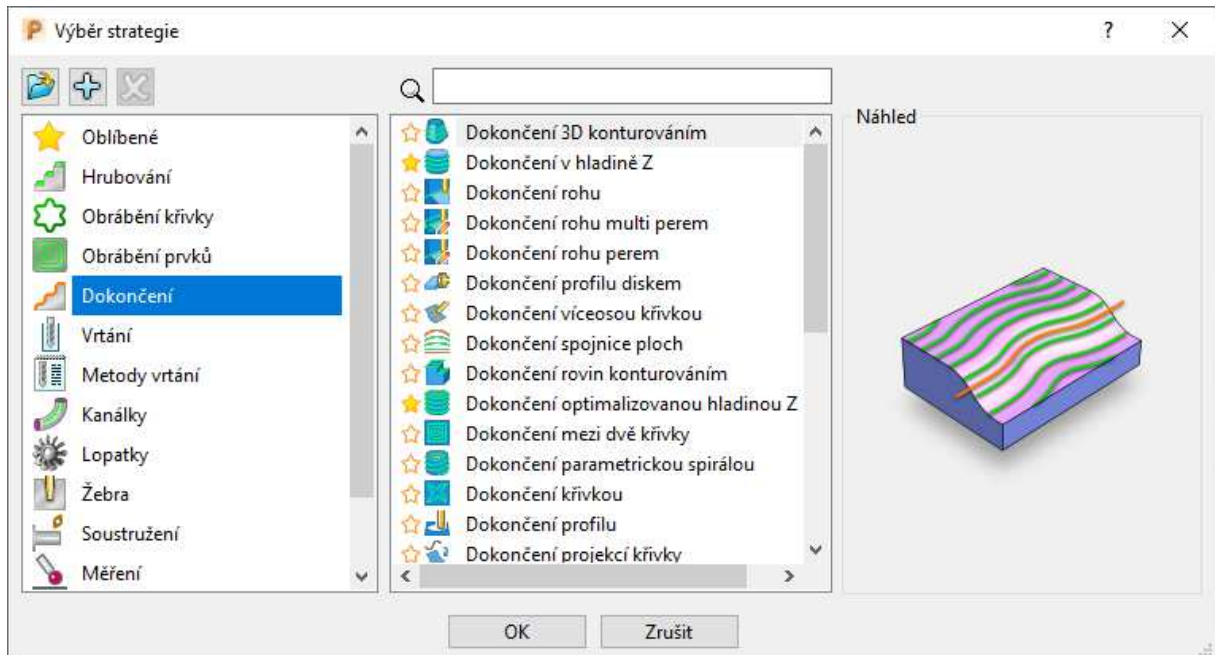 Výběr strategie
?
Oblíbené
Hrubování
Obrábění křivky
Obrábění prvků
Dokončení
Vrtání
Metody vrtání
Kanálky
Lopatky
Žebra
Soustružení
Měření
Dokončení 3D konturováním
Dokončení v hladině Z
Dokončení rohu
Dokončení rohu multi perem
Dokončení rohu perem
Dokončení profilu diskem
Dokončení víceosou křivkou
Dokončení spojnice ploch
Dokončení rovin konturováním
Dokončení optimalizovanou hladinou Z
Dokončení mezi dvě křivky
Dokončení parametrickou spirálou
Dokončení křivkou
Dokončení profilu
Dokončení projekcí křivky
Náhled
OK
Zrušit